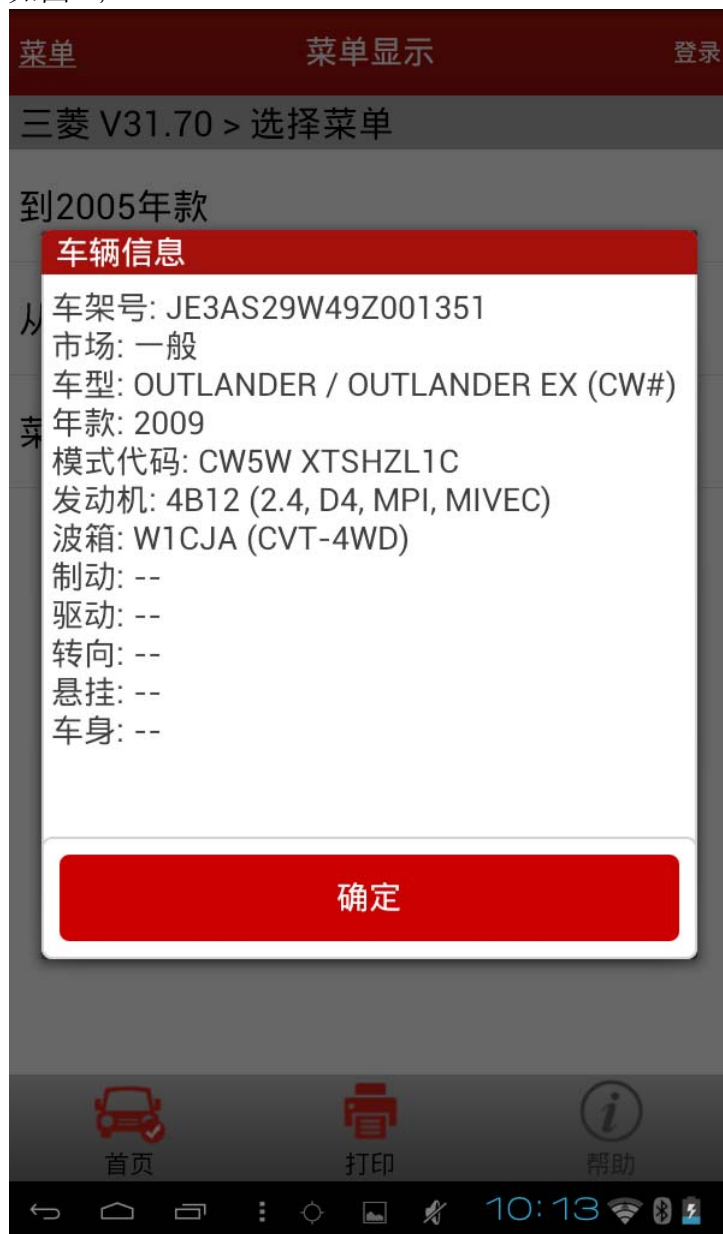 菜单 菜单显示 登录
三菱 V31.70 > 选择菜单
到2005年款
车辆信息
车架号: JE3AS29W49Z001351
市场: 一般
车型: OUTLANDER / OUTLANDER EX (CW#)
年款: 2009
模式代码: CW5W XTSHZL1C
发动机: 4B12 (2.4, D4, MPI, MIVEC)
波箱: W1CJA (CVT-4WD)
制动: --
驱动: --
转向: --
悬挂: --
车身: --
确定
首页 打印 帮助
10:13